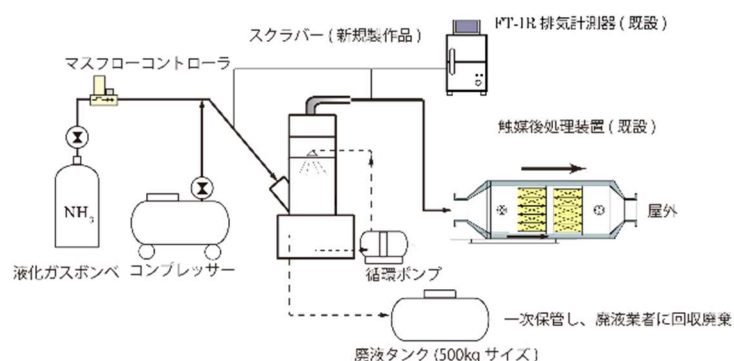 FT-IR 排気計測器 ( 既設 )
スクラバー ( 新規製作品 )
マスフローコントローラ
触媒後処理装置 ( 既設 )
NH3
屋外
液化ガスボンベ
コンプレッサー
循環ポンプ
一次保管し、廃液業者に回収廃棄
廃液タンク (500kg サイズ )